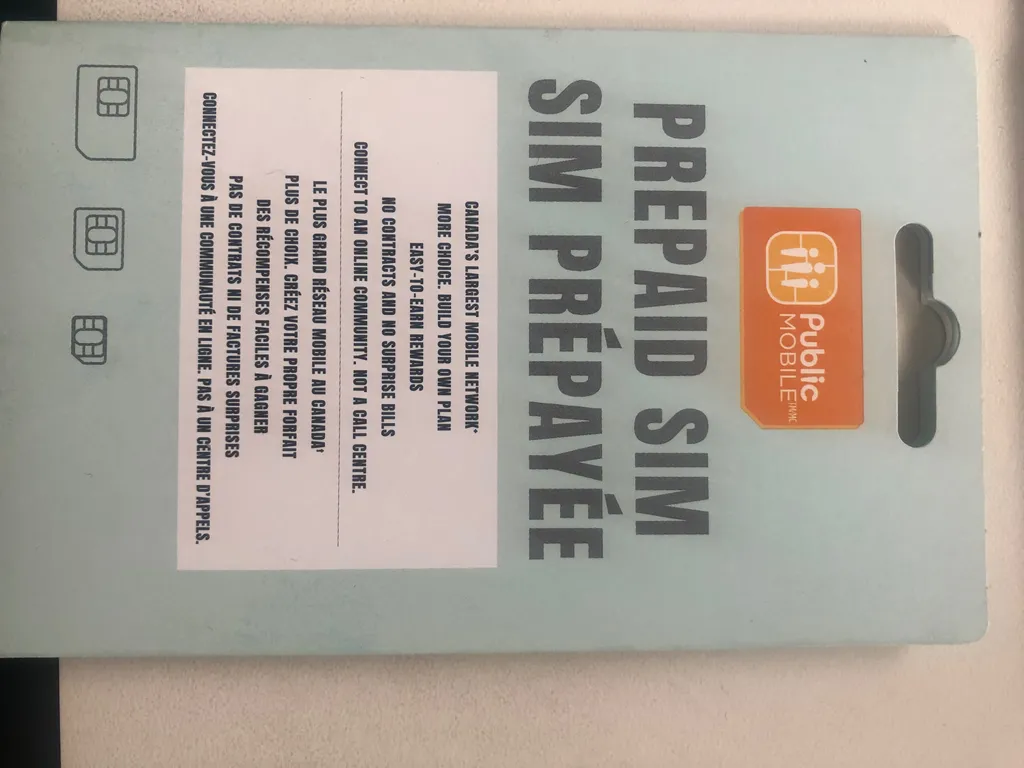 Public
MOBILE
PREPAID SIM
SIM PRÉPAYÉE
CANADA'S LARGEST MOBILE NETWORK+
MORE CHOICE. BUILD YOUR OWN PLAN
EASY-TO-EARN REWARDS
NO CONTRACTS AND NO SURPRISE BILLS
CONNECT TO AN ONLINE COMMUNITY, NOT A CALL CENTRE.
LE PLUS GRAND RÉSEAU MOBILE AU CANADA†
PLUS DE CHOIX. CRÉEZ VOTRE PROPRE FORFAIT
DES RÉCOMPENSES FACILES À GAGNER
PAS DE CONTRATS NI DE FACTURES SURPRISES
CONNECTEZ-VOUS À UNE COMMUNAUTÉ EN LIGNE, PAS À UN CENTRE D'APPELS.